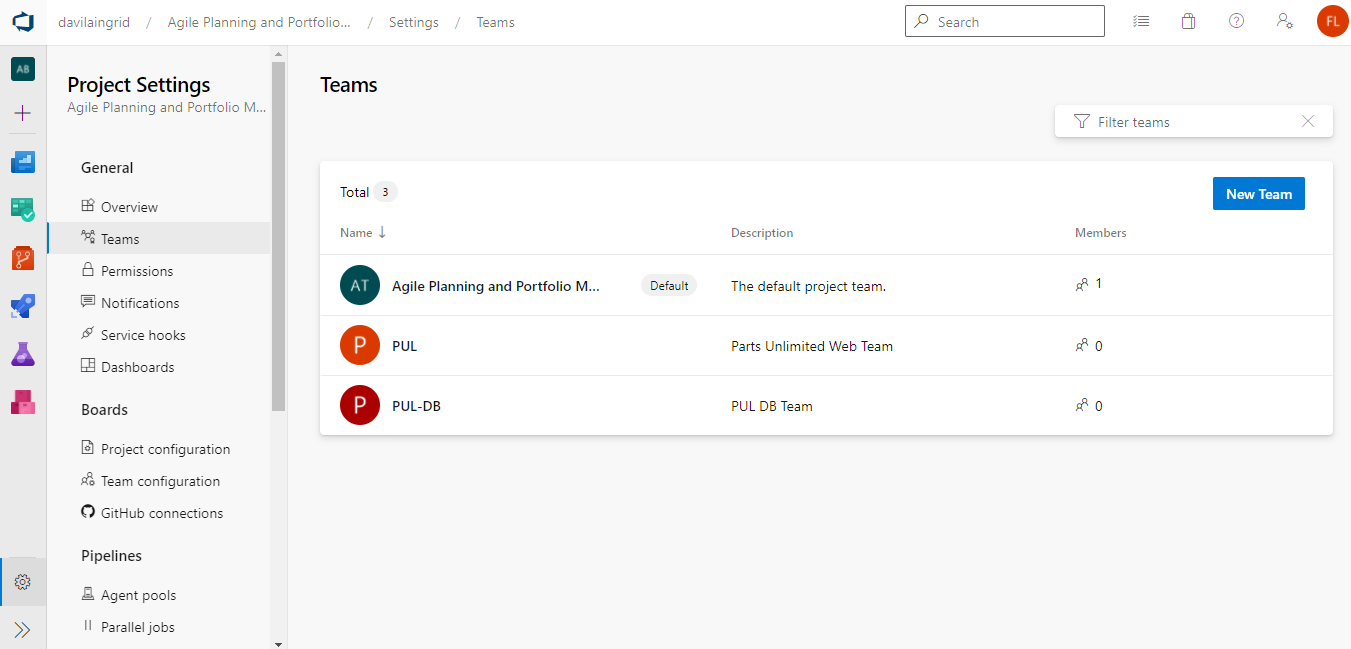 davilaingrid / Agile Planning and Portfolio... / Settings / Teams
Search
FL
AB
Project Settings
Agile Planning and Portfolio M...
General
Overview
Teams
Permissions
Notifications
Service hooks
Dashboards
Boards
Project configuration
Team configuration
GitHub connections
Pipelines
Agent pools
Parallel jobs
Teams
Filter teams
Total 3
New Team
Name ↓ Description Members
AT Agile Planning and Portfolio M... Default The default project team. 1
P PUL Parts Unlimited Web Team 0
P PUL-DB PUL DB Team 0